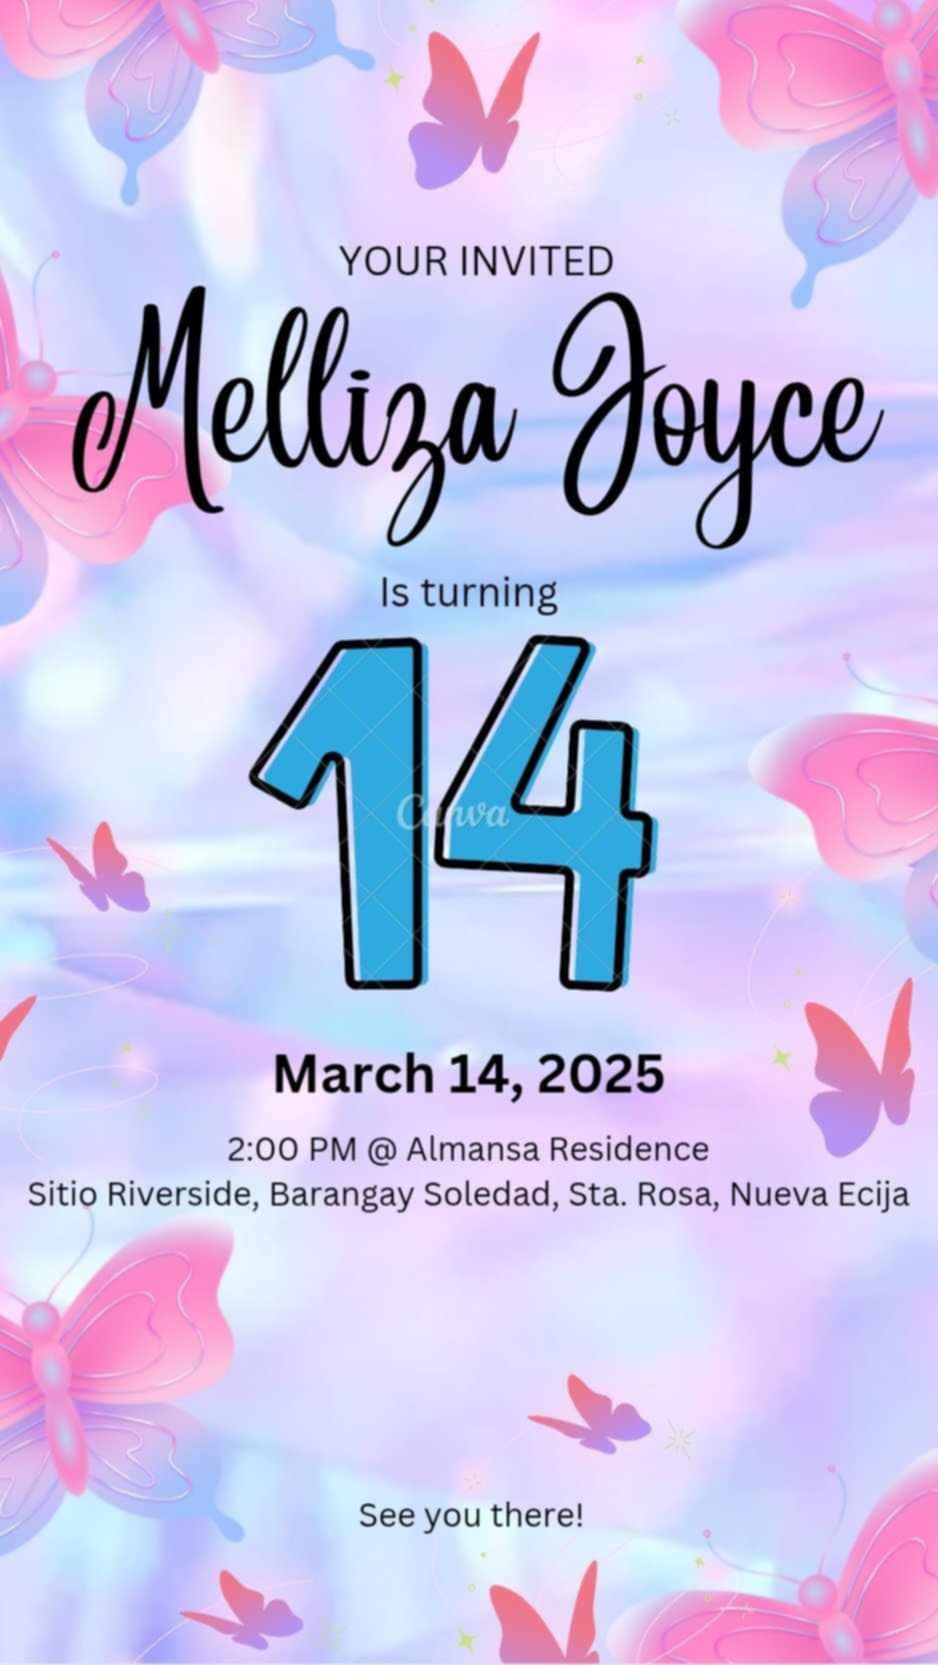 YOUR INVITED
Melliza Joyce
Is turning
14
Canva
March 14, 2025
2:00 PM @ Almansa Residence
Sitio Riverside, Barangay Soledad, Sta. Rosa, Nueva Ecija
See you there!